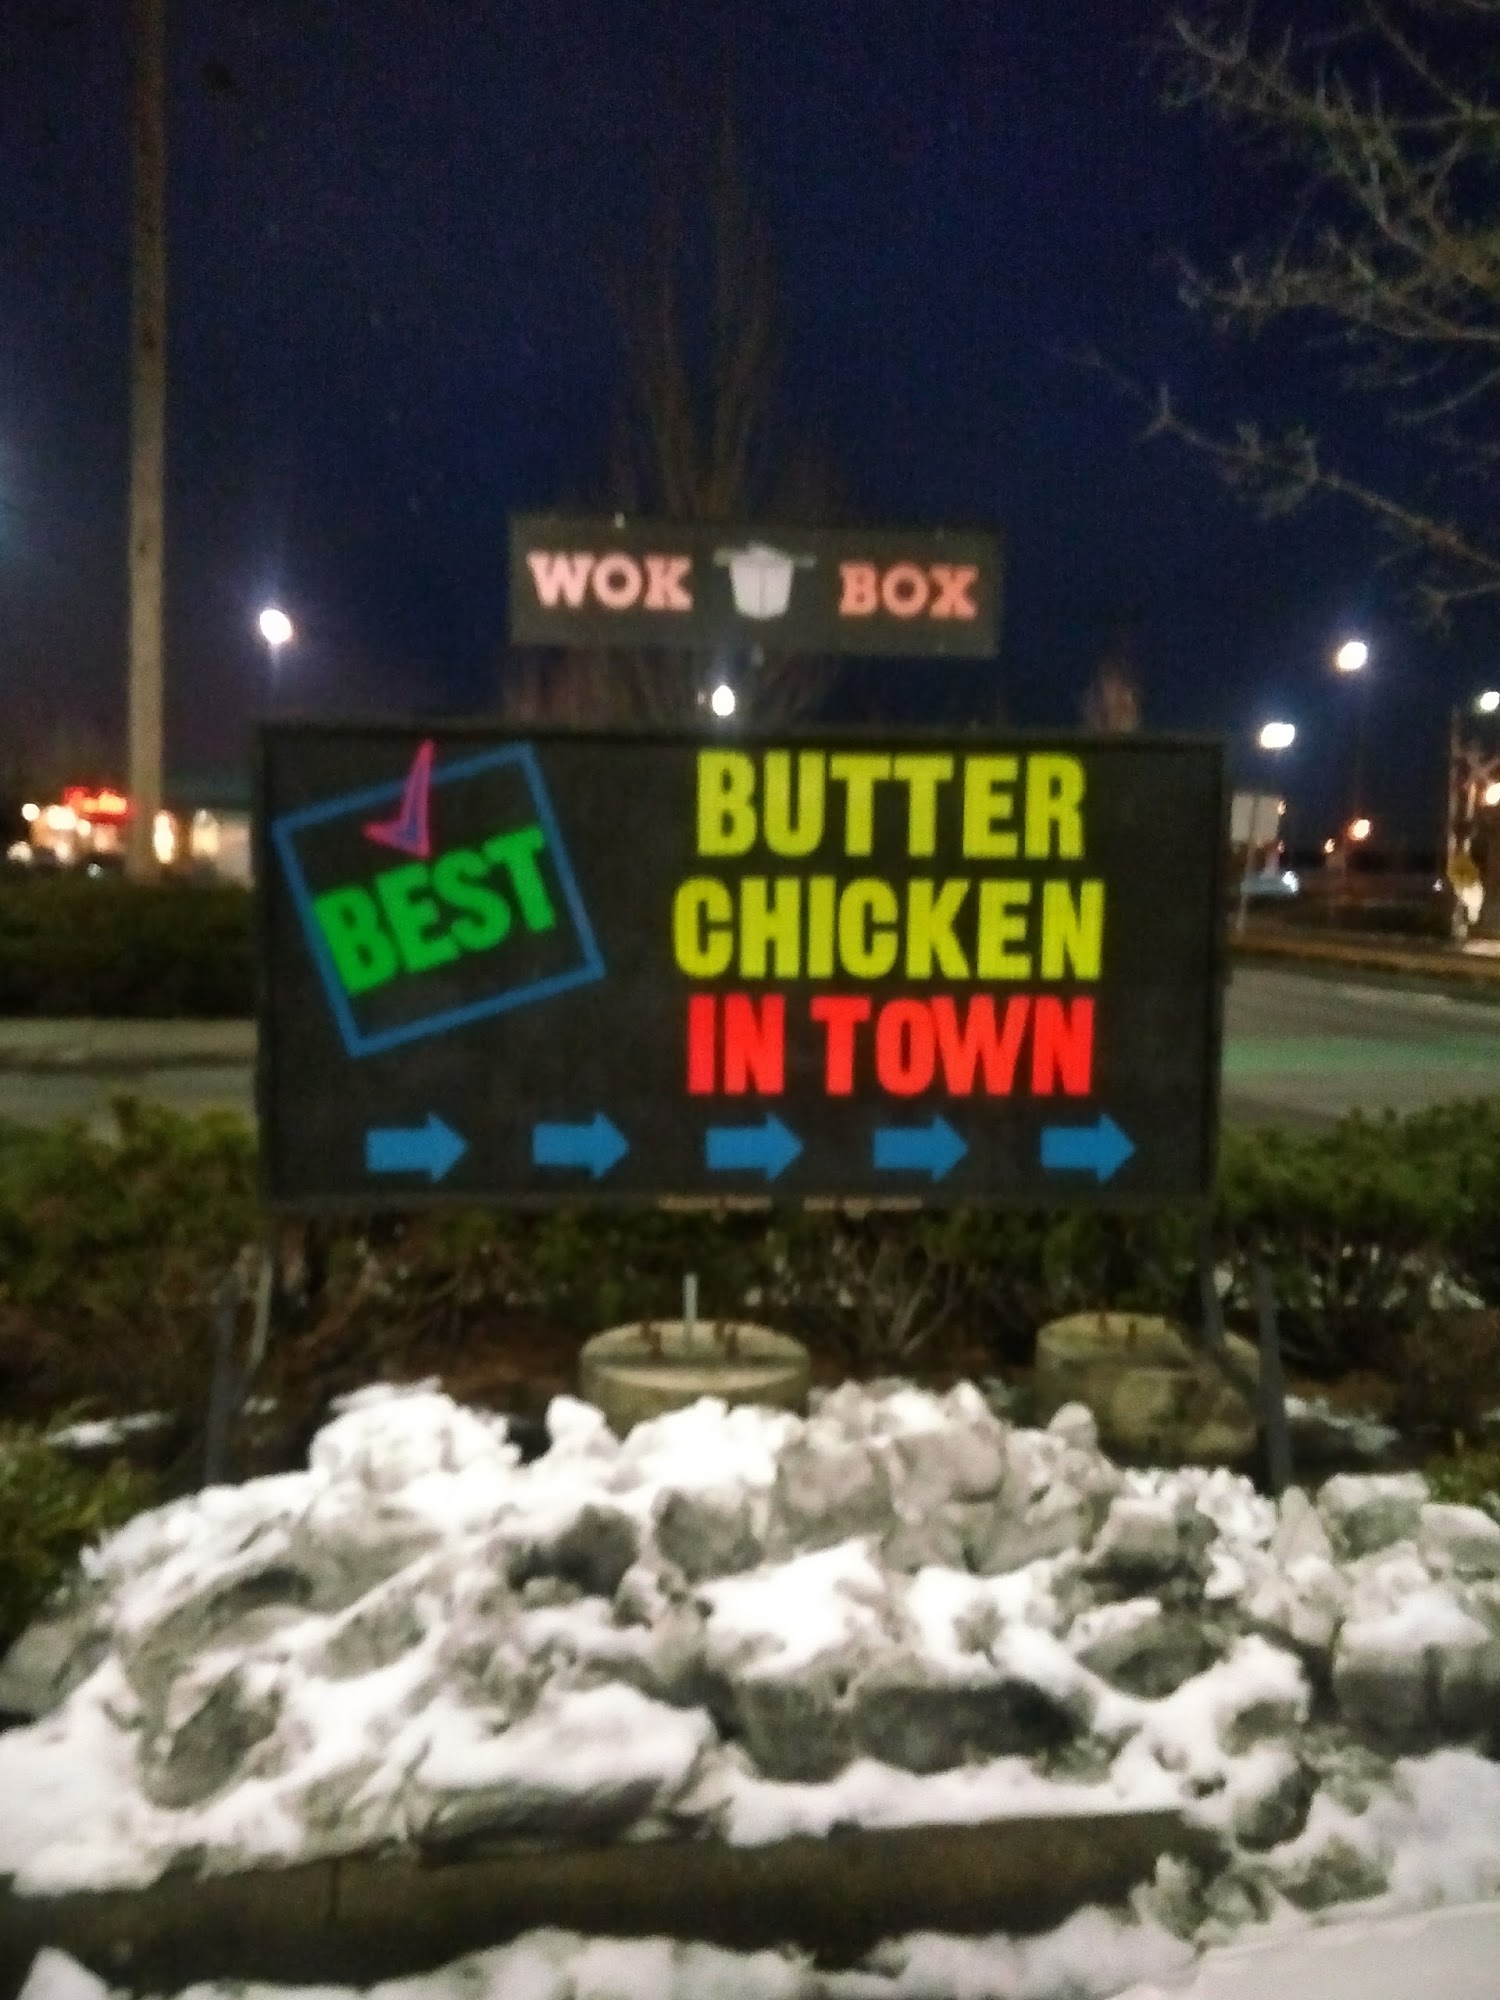 WOK BOX
BEST
BUTTER
CHICKEN
IN TOWN